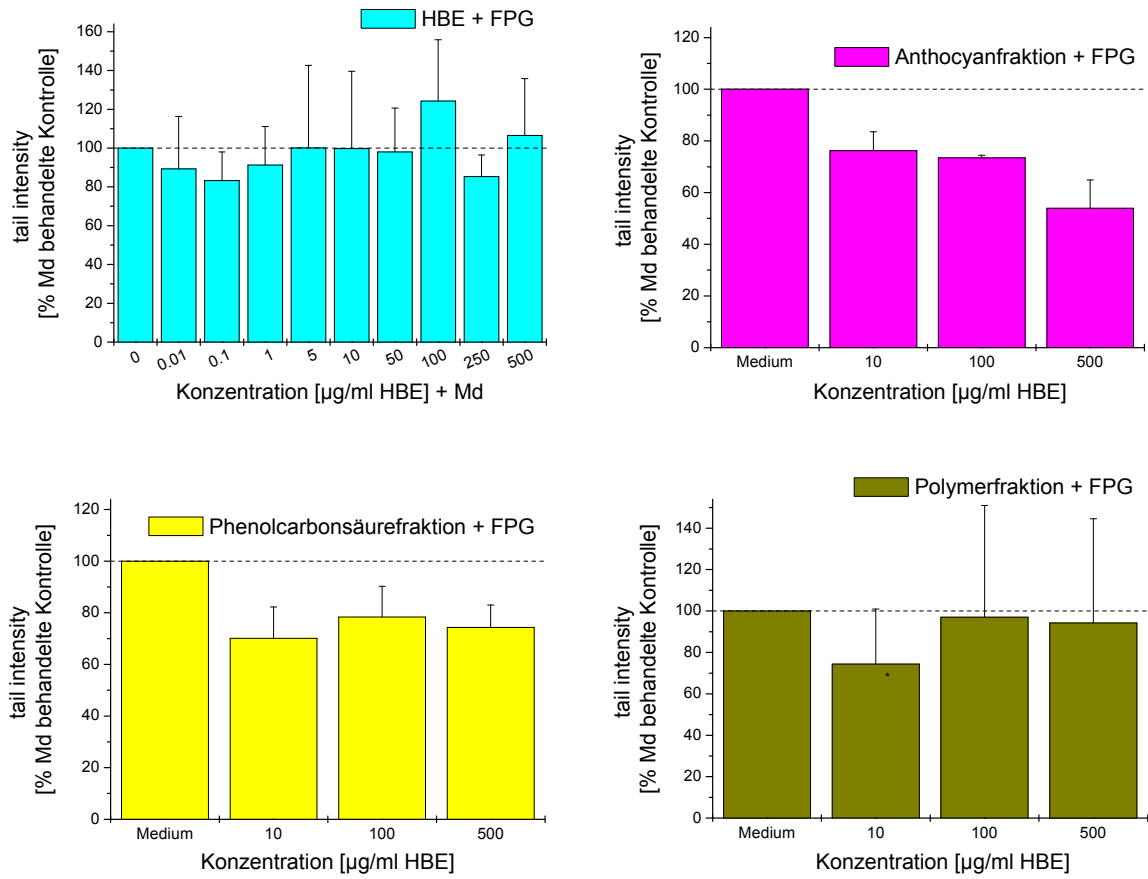 HBE + FPG
160
140
120
100
80
60
40
20
0
tail intensity
[% Md behandelte Kontrolle]
0 0.01 0.1 1 5 10 50 100 250 500
Konzentration [µg/ml HBE] + Md
Anthocyanfraktion + FPG
120
100
80
60
40
20
0
tail intensity
[% Md behandelte Kontrolle]
Medium 10 100 500
Konzentration [µg/ml HBE]
Phenolcarbonsäurefraktion + FPG
120
100
80
60
40
20
0
tail intensity
[% Md behandelte Kontrolle]
Medium 10 100 500
Konzentration [µg/ml HBE]
Polymerfraktion + FPG
140
120
100
80
60
40
20
0
tail intensity
[% Md behandelte Kontrolle]
*
Medium 10 100 500
Konzentration [µg/ml HBE]